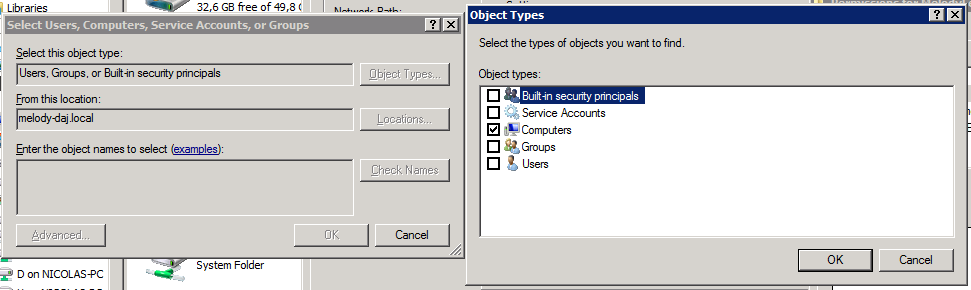 Libraries
32,6 GB free of 49,8 G
Network Path:
Select Users, Computers, Service Accounts, or Groups
Select this object type:
Users, Groups, or Built-in security principals
Object Types...
From this location:
melody-daj.local
Locations...
Enter the object names to select (examples):
Check Names
Advanced...
OK
Cancel
D on NICOLAS-PC
System Folder
Object Types
Select the types of objects you want to find.
Object types:
Built-in security principals
Service Accounts
Computers
Groups
Users
OK
Cancel